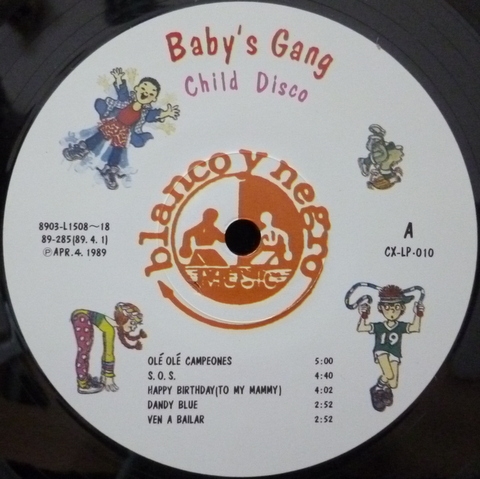 Baby's Gang
Child Disco
blanco y negro
MUSIC
8903-L1508~18
89-285(89. 4. 1)
ⓅAPR. 4. 1989
A
CX-LP-010
19
OLÉ OLÉ CAMPEONES 5:00
S. O. S. 4:40
HAPPY BIRTHDAY(TO MY MAMMY) 4:02
DANDY BLUE 2:52
VEN A BAILAR 2:52